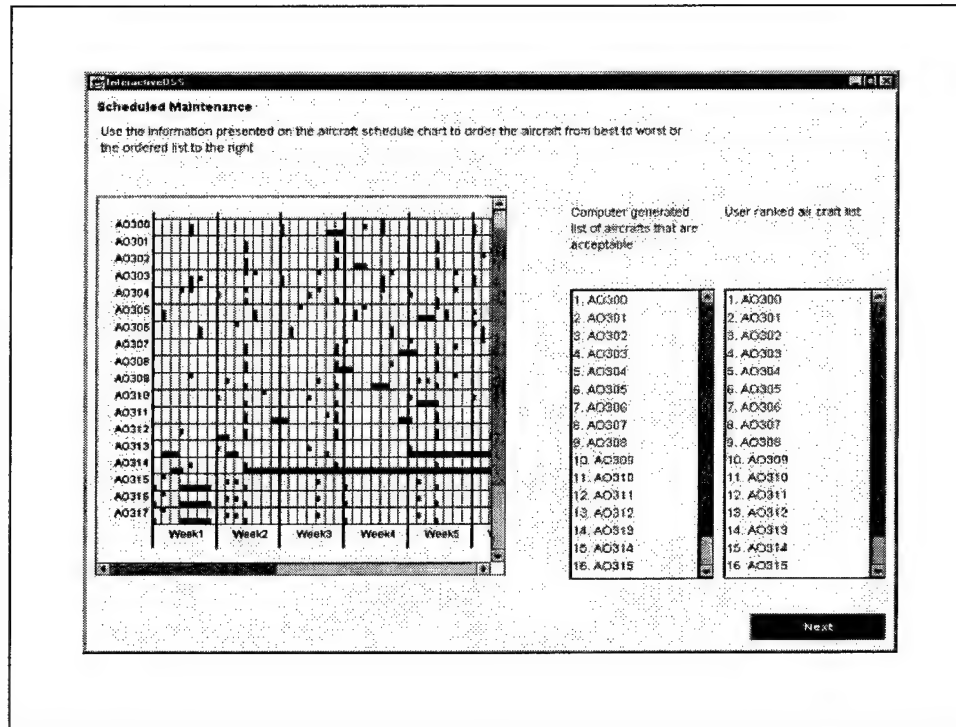 InteractiveDSS
Scheduled Maintenance
Use the information presented on the aircraft schedule chart to order the aircraft from best to worst or
the ordered list to the right
Computer generated
list of aircrafts that are
acceptable
User ranked air craft list
AO300
AO301
AO302
AO303
AO304
AO305
AO306
AO307
AO308
AO309
AO310
AO311
AO312
AO313
AO314
AO315
AO316
AO317
Week1 Week2 Week3 Week4 Week5
1. AO300
2. AO301
3. AO302
4. AO303
5. AO304
6. AO305
7. AO306
8. AO307
9. AO308
10. AO309
11. AO310
12. AO311
13. AO312
14. AO313
15. AO314
16. AO315
1. AO300
2. AO301
3. AO302
4. AO303
5. AO304
6. AO305
7. AO306
8. AO307
9. AO308
10. AO309
11. AO310
12. AO311
13. AO312
14. AO313
15. AO314
16. AO315
Next